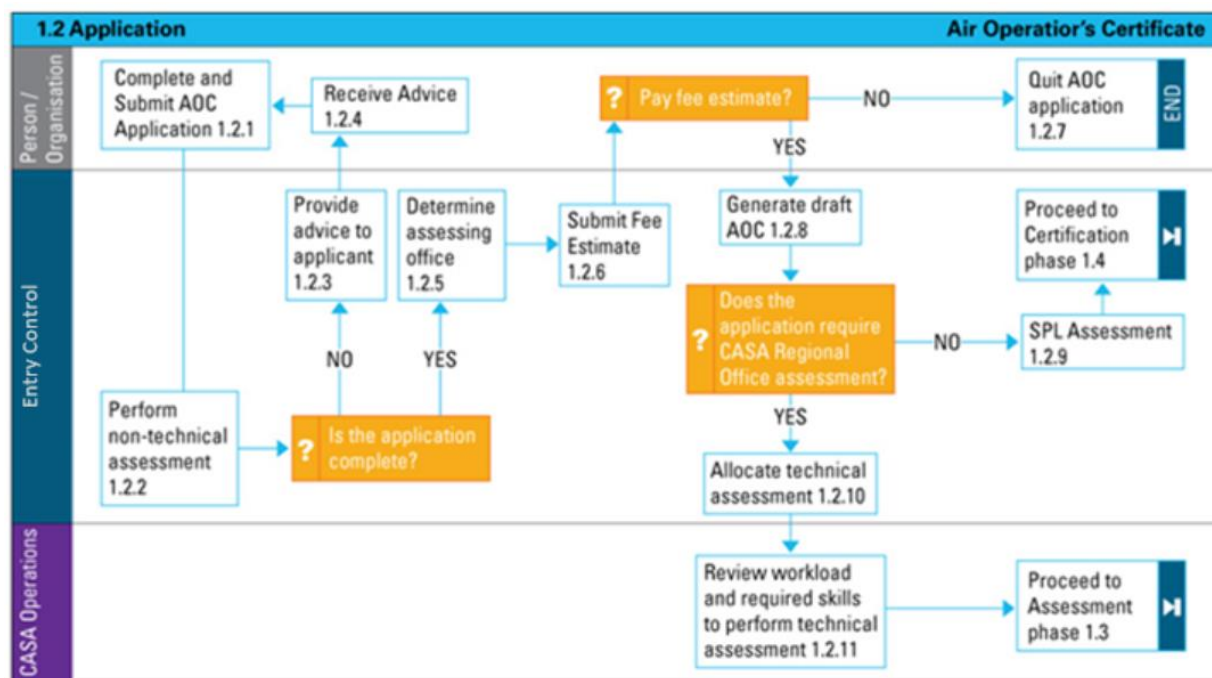 1.2 Application
Air Operatior's Certificate
Person /
Organisation
Complete and
Submit AOC
Application 1.2.1
Receive Advice
1.2.4
? Pay fee estimate?
NO
Quit AOC
application
1.2.7
END
YES
Entry Control
Provide
advice to
applicant
1.2.3
Determine
assessing
office
1.2.5
Submit Fee
Estimate
1.2.6
Generate draft
AOC 1.2.8
Proceed to
Certification
phase 1.4
NO
YES
? Does the
application require
CASA Regional
Office assessment?
NO
SPL Assessment
1.2.9
Perform
non-technical
assessment
1.2.2
? Is the application
complete?
YES
Allocate technical
assessment 1.2.10
CASA Operations
Review workload
and required skills
to perform technical
assessment 1.2.11
Proceed to
Assessment
phase 1.3